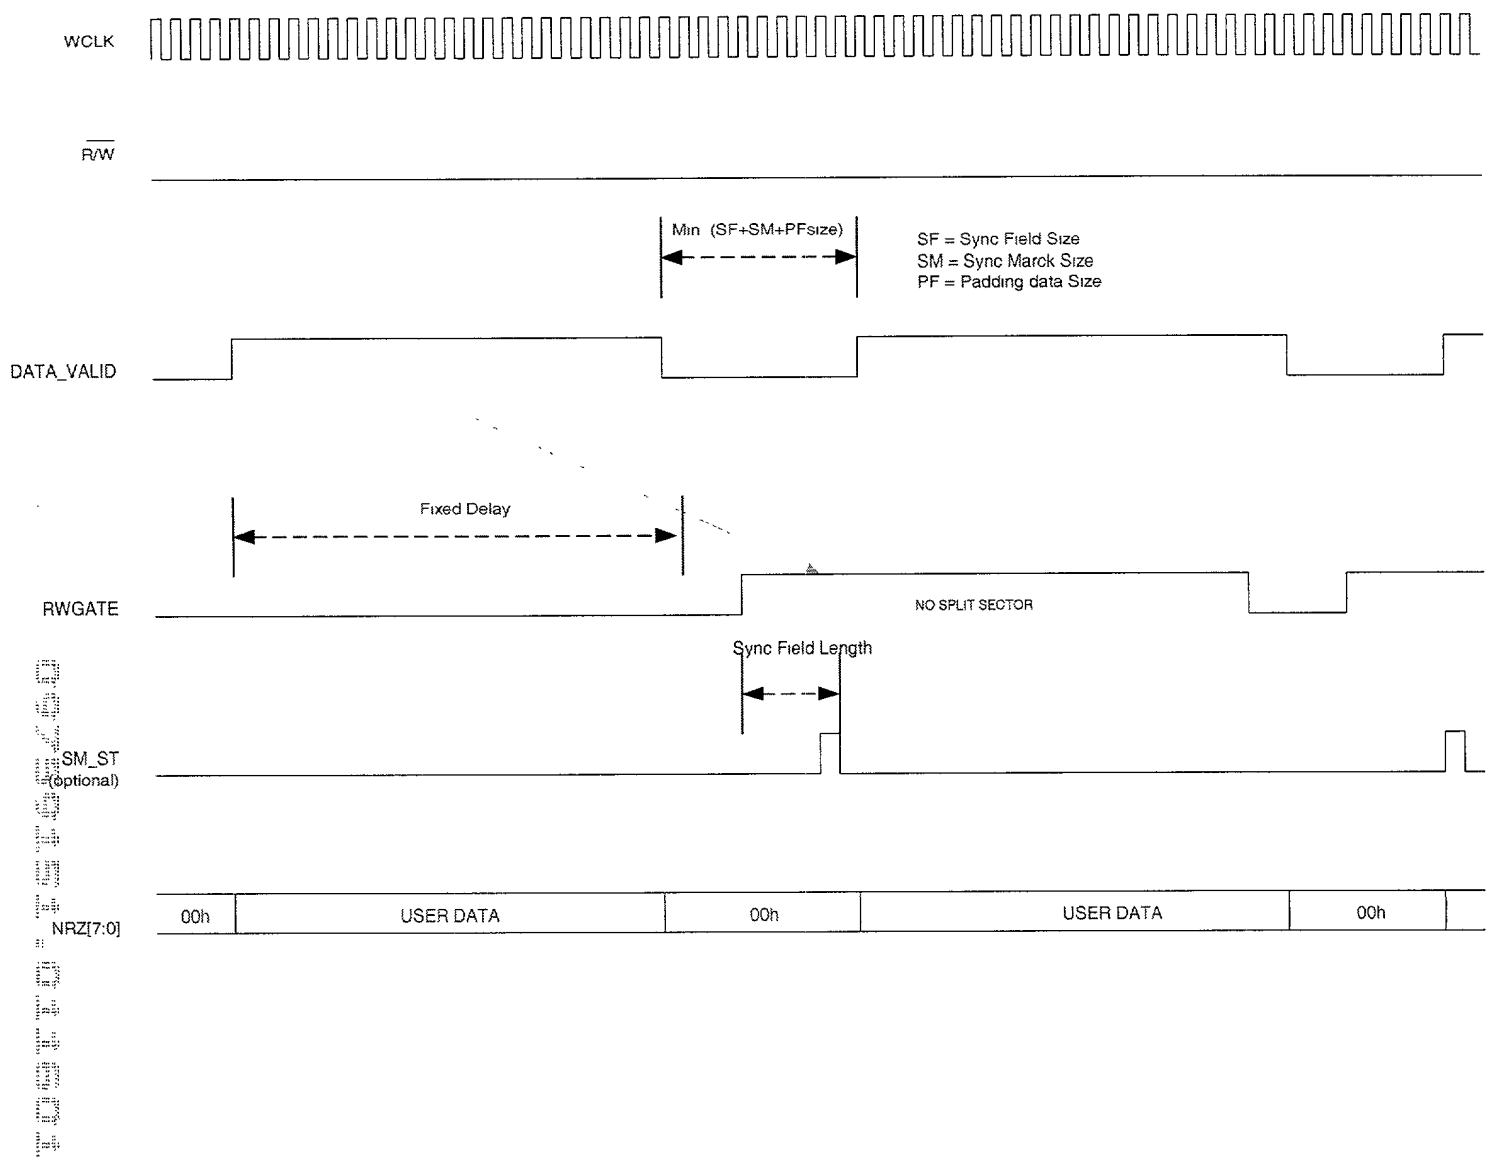 WCLK
R/W
Min (SF+SM+PFsize)
SF = Sync Field Size
SM = Sync Marck Size
PF = Padding data Size
DATA_VALID
Fixed Delay
RWGATE
NO SPLIT SECTOR
Sync Field Length
SM_ST
(optional)
NRZ[7:0]
00h
USER DATA
00h
USER DATA
00h